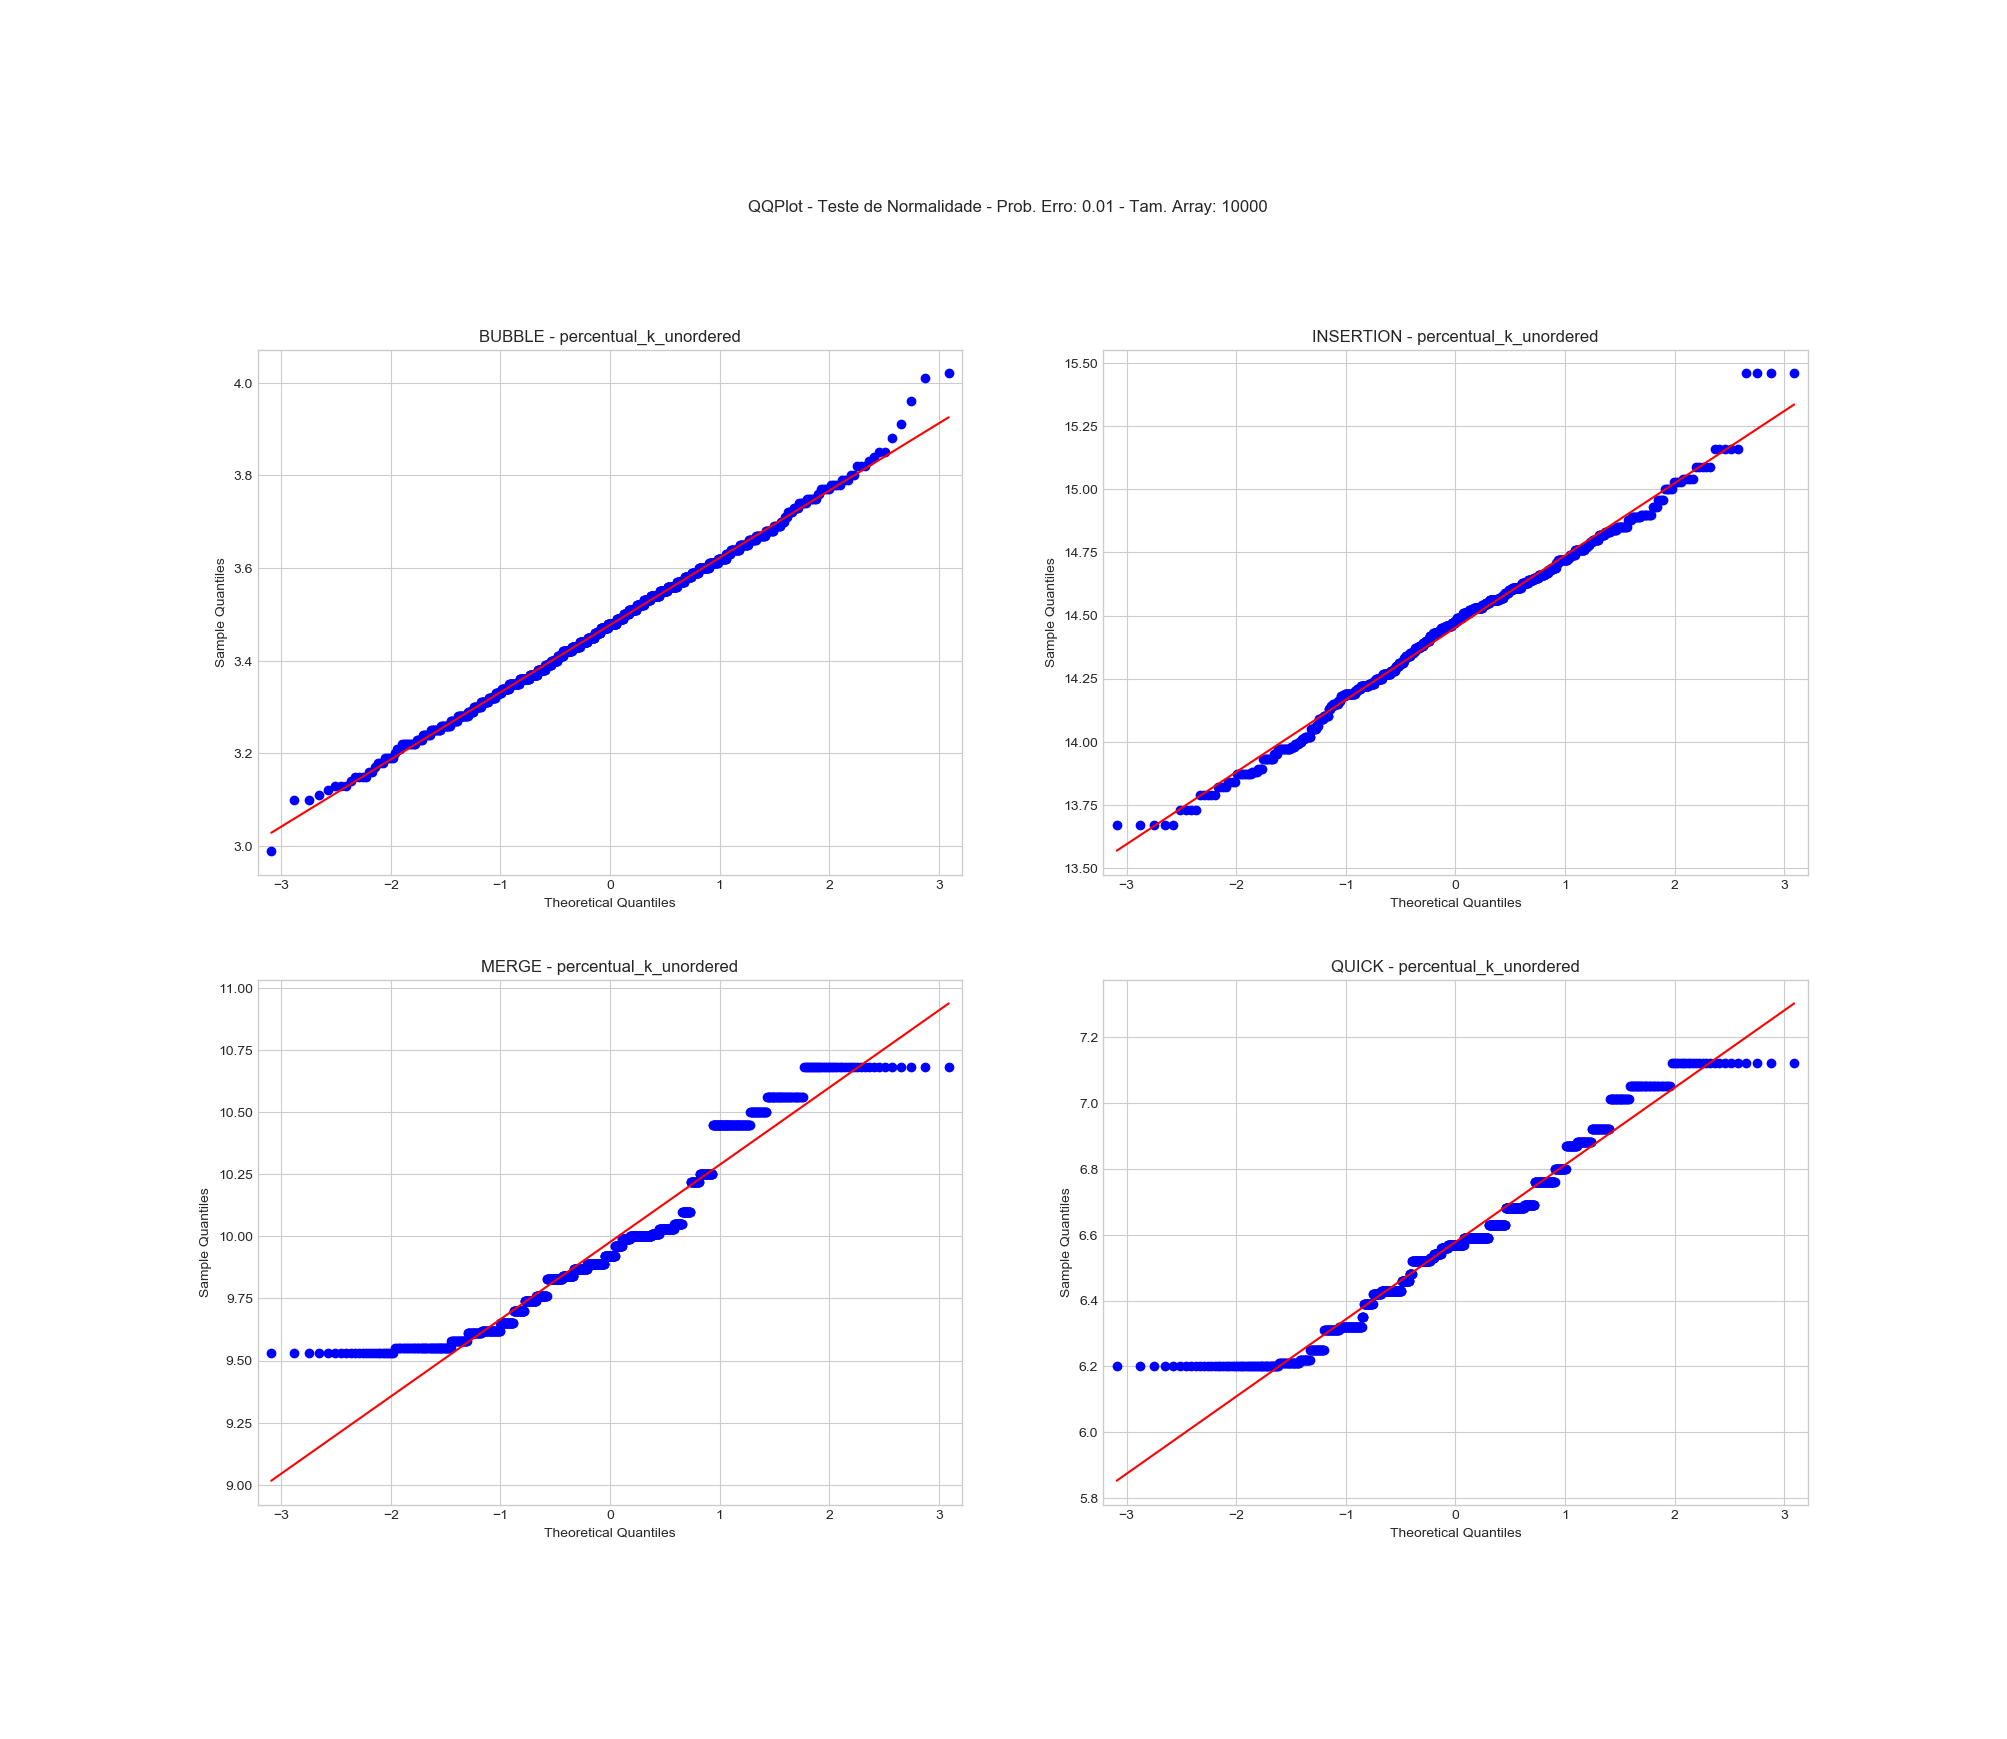 QQPlot - Teste de Normalidade - Prob. Erro: 0.01 - Tam. Array: 10000
BUBBLE - percentual_k_unordered
4.0
3.8
3.6
3.4
3.2
3.0
Sample Quantiles
−3 −2 −1 0 1 2 3
Theoretical Quantiles
INSERTION - percentual_k_unordered
15.50
15.25
15.00
14.75
14.50
14.25
14.00
13.75
13.50
Sample Quantiles
−3 −2 −1 0 1 2 3
Theoretical Quantiles
MERGE - percentual_k_unordered
11.00
10.75
10.50
10.25
10.00
9.75
9.50
9.25
9.00
Sample Quantiles
−3 −2 −1 0 1 2 3
Theoretical Quantiles
QUICK - percentual_k_unordered
7.2
7.0
6.8
6.6
6.4
6.2
6.0
5.8
Sample Quantiles
−3 −2 −1 0 1 2 3
Theoretical Quantiles